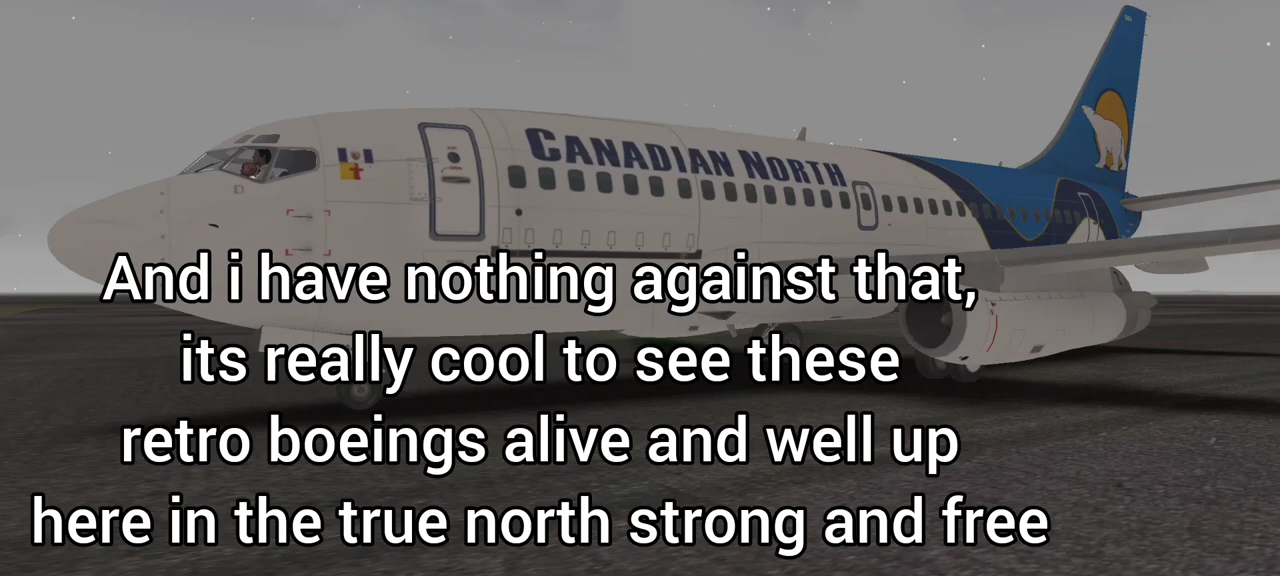 CANADIAN NORTH
And i have nothing against that,
its really cool to see these
retro boeings alive and well up
here in the true north strong and free